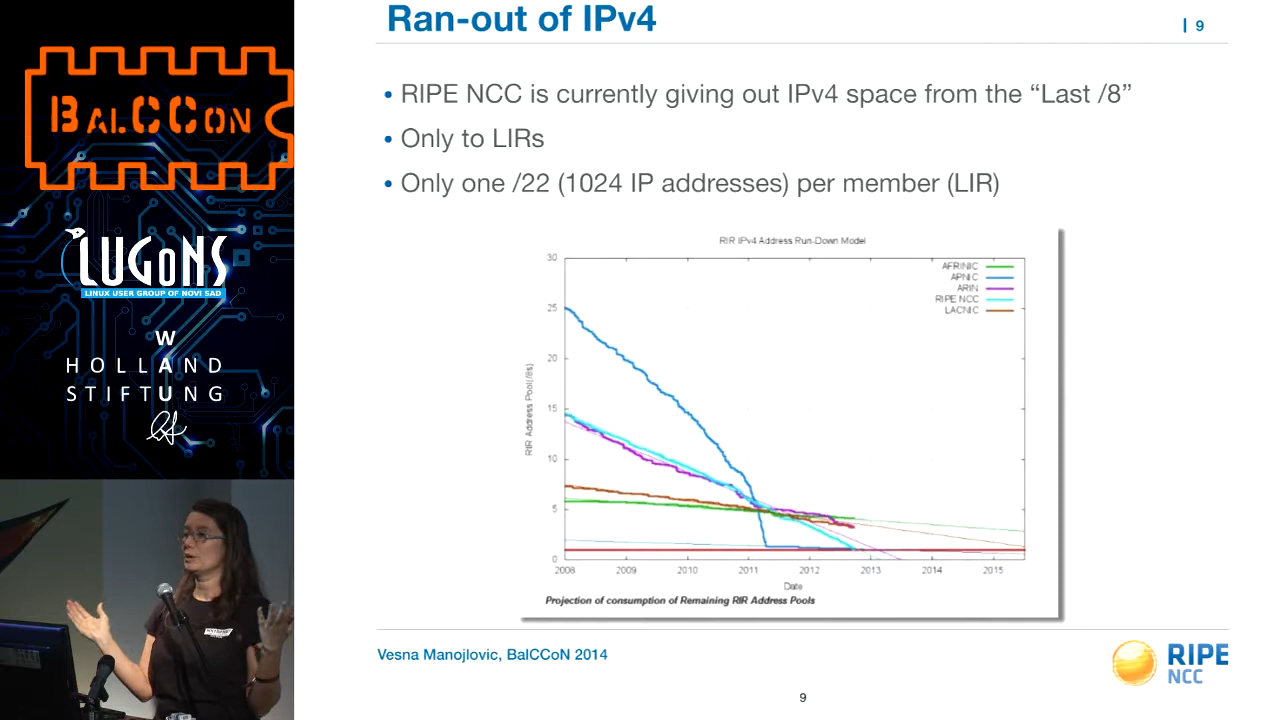 Ran-out of IPv4
| 9
BALCCON
• RIPE NCC is currently giving out IPv4 space from the “Last /8”
• Only to LIRs
• Only one /22 (1024 IP addresses) per member (LIR)
LUGoNS
LINUX USER GROUP OF NOVI SAD
W
HOLLAND
STIFTUNG
RIR IPv4 Address Run-Down Model
AFRINIC
APNIC
ARIN
RIPE NCC
LACNIC
30
25
20
15
10
5
0
RIR Address Pool(/8s)
2008 2009 2010 2011 2012 2013 2014 2015
Date
Projection of consumption of Remaining RIR Address Pools
Vesna Manojlovic, BalCCoN 2014
RIPE
NCC
9